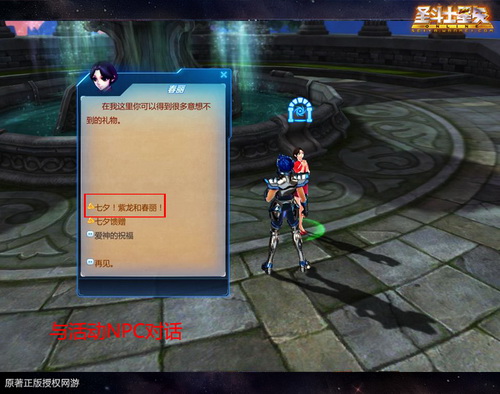 圣斗士星矢
ONLINE
春丽
在我这里你可以得到很多意想不
到的礼物。
七夕！紫龙和春丽！
七夕馈赠
爱神的祝福
再见。
与活动NPC对话
原著正版授权网游